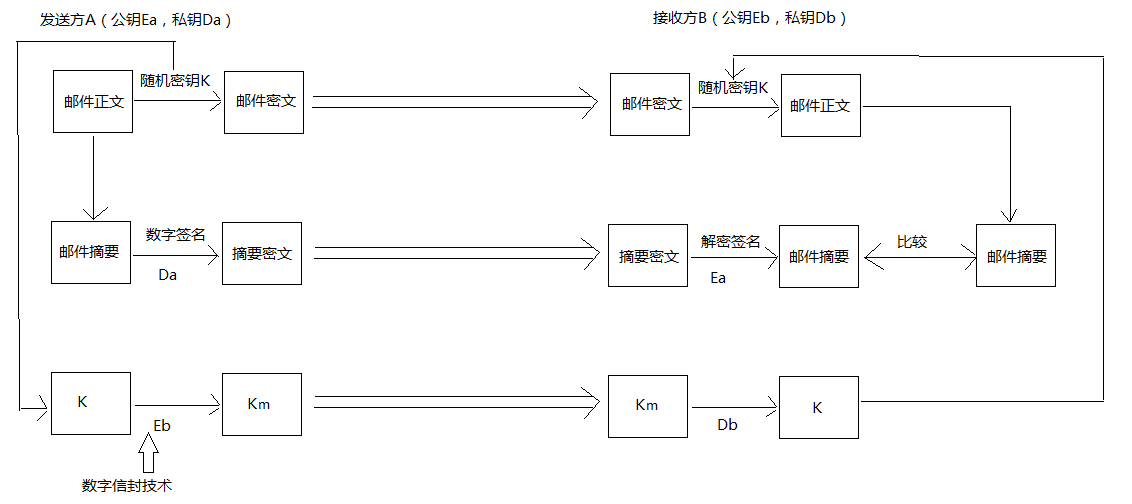 发送方A（公钥Ea，私钥Da）
接收方B（公钥Eb，私钥Db）
邮件正文
随机密钥K
邮件密文
邮件密文
随机密钥K
邮件正文
邮件摘要
数字签名
Da
摘要密文
摘要密文
解密签名
Ea
邮件摘要
比较
邮件摘要
K
Eb
Km
Km
Db
K
数字信封技术